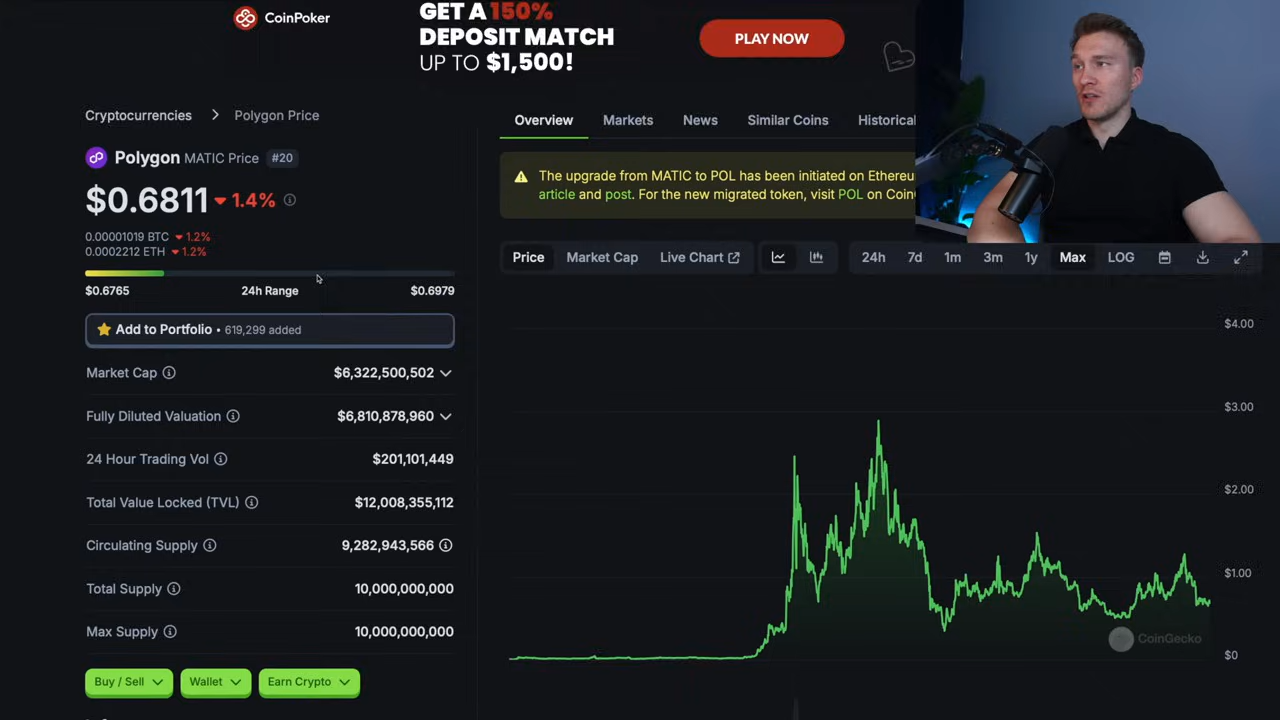 CoinPoker
GET A 150%
DEPOSIT MATCH
UP TO $1,500!
PLAY NOW
Cryptocurrencies > Polygon Price
Polygon MATIC Price #20
$0.6811 1.4%
0.00001019 BTC 1.2%
0.0002212 ETH 1.2%
$0.6765 24h Range $0.6979
Add to Portfolio • 619,299 added
Market Cap $6,322,500,502
Fully Diluted Valuation $6,810,878,960
24 Hour Trading Vol $201,101,449
Total Value Locked (TVL) $12,008,355,112
Circulating Supply 9,282,943,566
Total Supply 10,000,000,000
Max Supply 10,000,000,000
Buy / Sell Wallet Earn Crypto
Overview Markets News Similar Coins Historical
The upgrade from MATIC to POL has been initiated on Ethereu
article and post. For the new migrated token, visit POL on Coin
Price Market Cap Live Chart 24h 7d 1m 3m 1y Max LOG
$4.00
$3.00
$2.00
$1.00
$0
CoinGecko